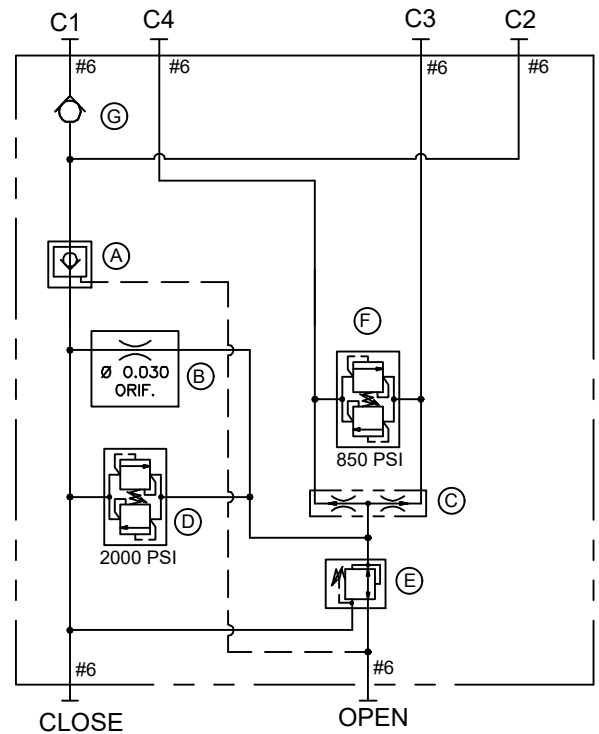 C1 C4 C3 C2
#6 #6 #6 #6
G
A
F
Ø 0.030
ORIF.
B
850 PSI
C
D
2000 PSI
E
#6 #6
CLOSE OPEN